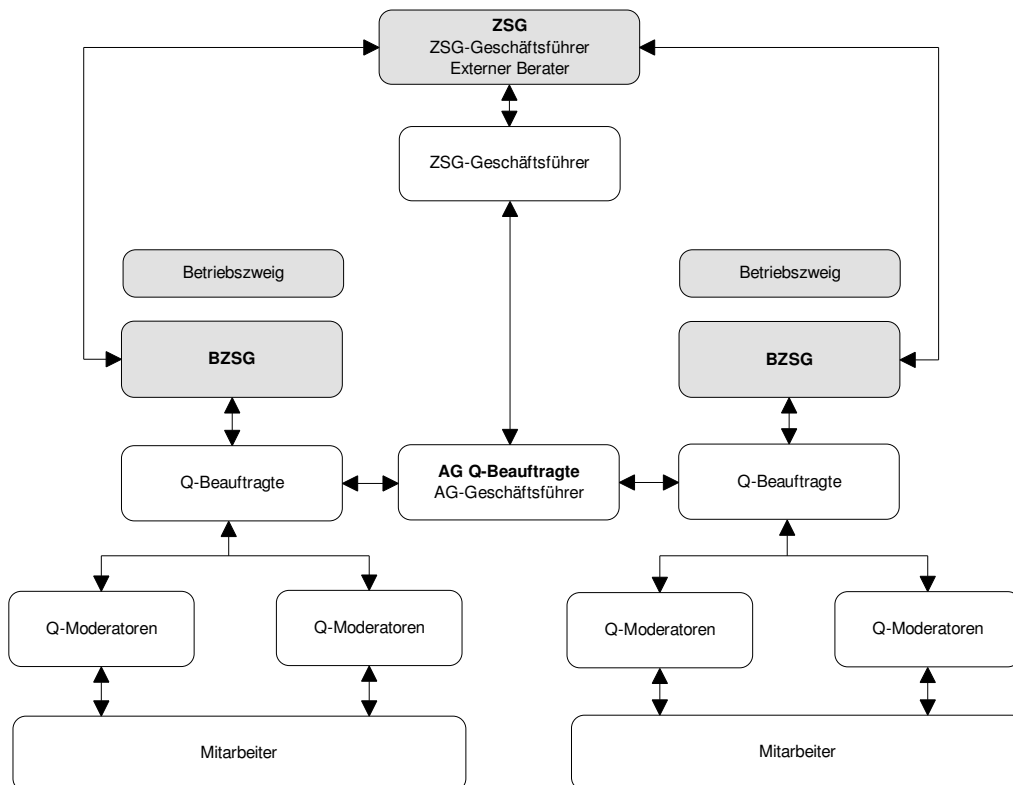 ZSG
ZSG-Geschäftsführer
Externer Berater
ZSG-Geschäftsführer
Betriebszweig
Betriebszweig
BZSG
BZSG
Q-Beauftragte
AG Q-Beauftragte
AG-Geschäftsführer
Q-Beauftragte
Q-Moderatoren
Q-Moderatoren
Q-Moderatoren
Q-Moderatoren
Mitarbeiter
Mitarbeiter